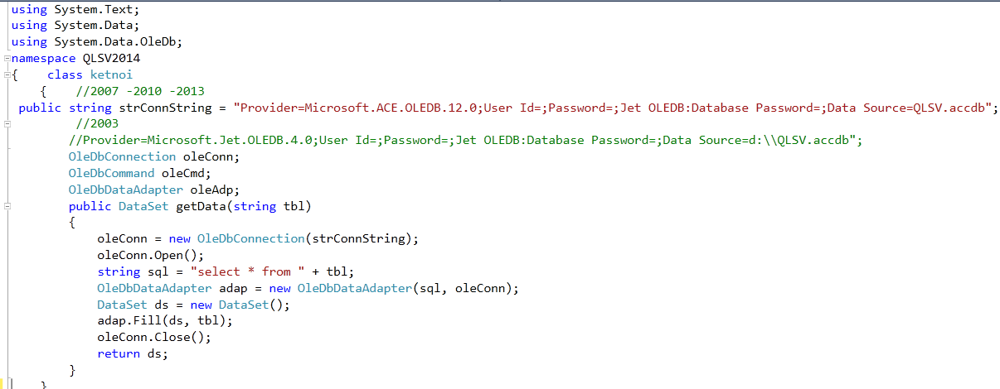 using System.Text;
using System.Data;
using System.Data.OleDb;
namespace QLSV2014
{    class ketnoi
    {    //2007 -2010 -2013
 public string strConnString = "Provider=Microsoft.ACE.OLEDB.12.0;User Id=;Password=;Jet OLEDB:Database Password=;Data Source=QLSV.accdb";
         //2003
        //Provider=Microsoft.Jet.OLEDB.4.0;User Id=;Password=;Jet OLEDB:Database Password=;Data Source=d:\\QLSV.accdb";
        OleDbConnection oleConn;
        OleDbCommand oleCmd;
        OleDbDataAdapter oleAdp;
        public DataSet getData(string tbl)
        {
            oleConn = new OleDbConnection(strConnString);
            oleConn.Open();
            string sql = "select * from " + tbl;
            OleDbDataAdapter adap = new OleDbDataAdapter(sql, oleConn);
            DataSet ds = new DataSet();
            adap.Fill(ds, tbl);
            oleConn.Close();
            return ds;
        }
    }